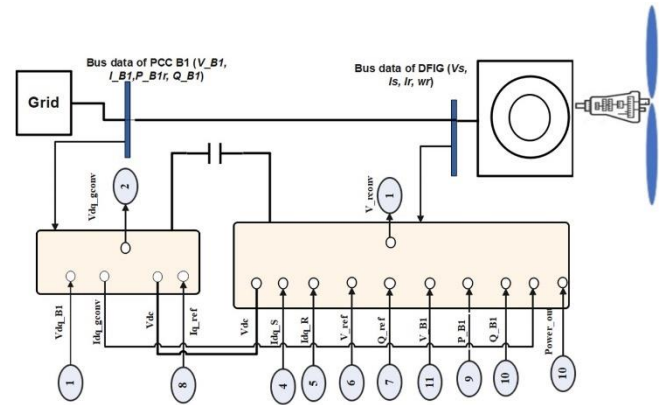 Bus data of PCC B1 (V_B1,
I_B1,P_B1r, Q_B1)
Bus data of DFIG (Vs,
Is, Ir, wr)
Grid
2
Vdq_gconv
1
V_rconv
Vdq_B1
Idq_gconv
Vdc
Iq_ref
Vdc
Idq_S
Idq_R
V_ref
Q_ref
V_B1
P_B1
Q_B1
Power_out
1
8
4
5
6
7
11
9
10
10